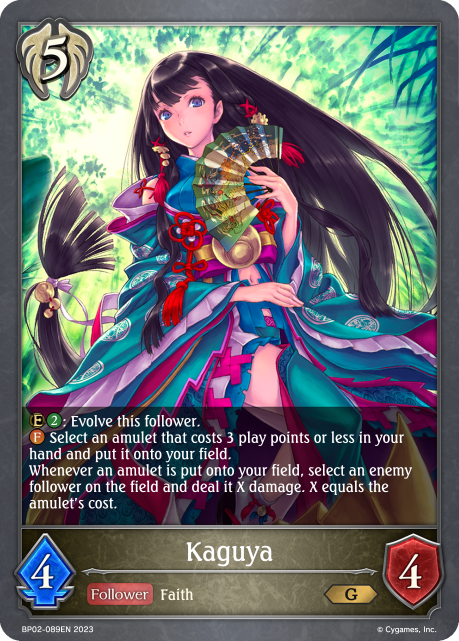 5
E 2 : Evolve this follower.
F Select an amulet that costs 3 play points or less in your
hand and put it onto your field.
Whenever an amulet is put onto your field, select an enemy
follower on the field and deal it X damage. X equals the
amulet's cost.
Kaguya
4
Follower Faith
G
4
BP02-089EN 2023
© Cygames, Inc.